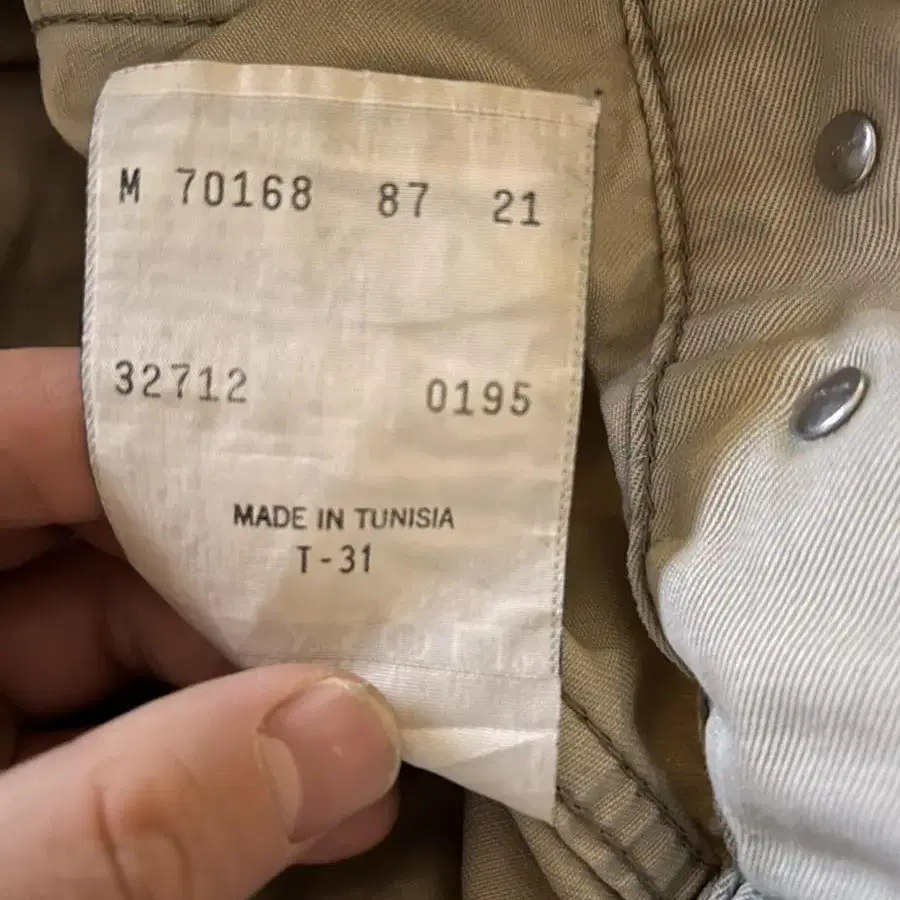 M 70168 87 21
32712 0195
MADE IN TUNISIA
T-31